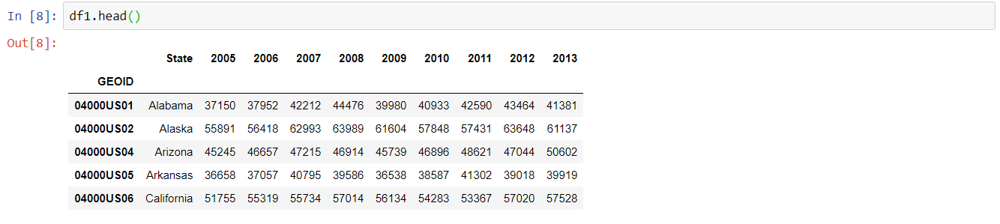 In [8]: df1.head()
Out[8]:
State 2005 2006 2007 2008 2009 2010 2011 2012 2013
GEOID
04000US01 Alabama 37150 37952 42212 44476 39980 40933 42590 43464 41381
04000US02 Alaska 55891 56418 62993 63989 61604 57848 57431 63648 61137
04000US04 Arizona 45245 46657 47215 46914 45739 46896 48621 47044 50602
04000US05 Arkansas 36658 37057 40795 39586 36538 38587 41302 39018 39919
04000US06 California 51755 55319 55734 57014 56134 54283 53367 57020 57528